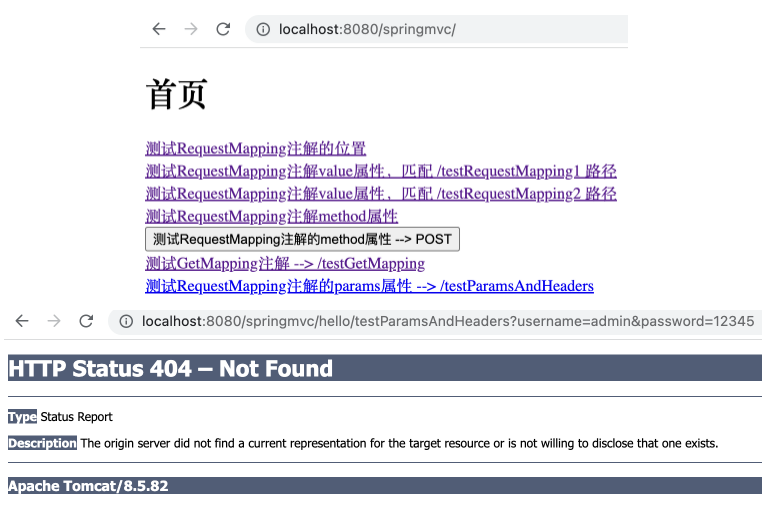 localhost:8080/springmvc/
首页
测试RequestMapping注解的位置
测试RequestMapping注解value属性，匹配 /testRequestMapping1 路径
测试RequestMapping注解value属性，匹配 /testRequestMapping2 路径
测试RequestMapping注解method属性
测试RequestMapping注解的method属性 --> POST
测试GetMapping注解 --> /testGetMapping
测试RequestMapping注解的params属性 --> /testParamsAndHeaders
localhost:8080/springmvc/hello/testParamsAndHeaders?username=admin&password=12345
HTTP Status 404 – Not Found
Type Status Report
Description The origin server did not find a current representation for the target resource or is not willing to disclose that one exists.
Apache Tomcat/8.5.82